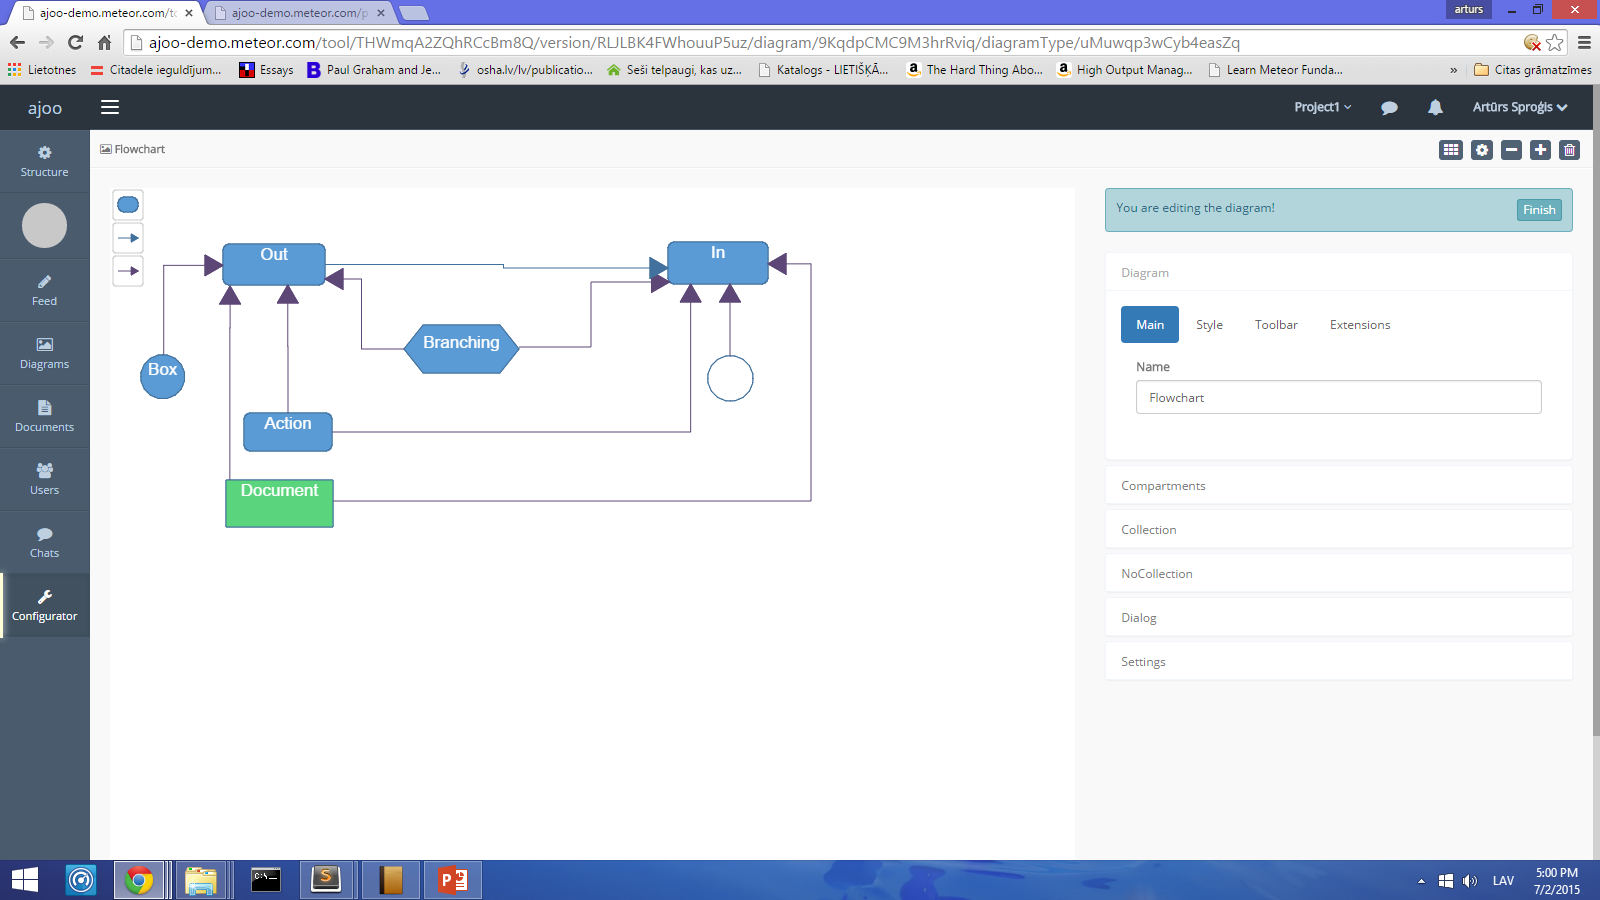 ajoo-demo.meteor.com/to
ajoo-demo.meteor.com/p
arturs
ajoo-demo.meteor.com/tool/THWmqA2ZQhRCcBm8Q/version/RLJLBK4FWhouuP5uz/diagram/9KqdpCMC9M3hrRviq/diagramType/uMuwqp3wCyb4easZq
Lietotnes
Citadele ieguldījum...
Essays
Paul Graham and Je...
osha.lv/lv/publicatio...
Seši telpaugi, kas uz...
Katalogs - LIETIŠĶĀ...
The Hard Thing Abo...
High Output Manag...
Learn Meteor Funda...
»
Citas grāmatzīmes
ajoo
Project1
Artūrs Sproģis
Structure
Feed
Diagrams
Documents
Users
Chats
Configurator
Flowchart
Out
In
Branching
Box
Action
Document
You are editing the diagram!
Finish
Diagram
Main
Style
Toolbar
Extensions
Name
Flowchart
Compartments
Collection
NoCollection
Dialog
Settings
LAV
5:00 PM
7/2/2015